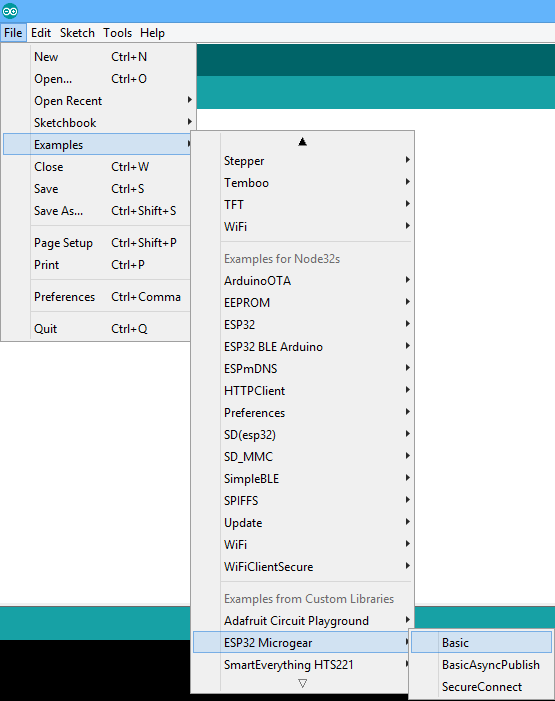 File Edit Sketch Tools Help
New Ctrl+N
Open... Ctrl+O
Open Recent
Sketchbook
Examples
Close Ctrl+W
Save Ctrl+S
Save As... Ctrl+Shift+S
Page Setup Ctrl+Shift+P
Print Ctrl+P
Preferences Ctrl+Comma
Quit Ctrl+Q
Stepper
Temboo
TFT
WiFi
Examples for Node32s
ArduinoOTA
EEPROM
ESP32
ESP32 BLE Arduino
ESPmDNS
HTTPClient
Preferences
SD(esp32)
SD_MMC
SimpleBLE
SPIFFS
Update
WiFi
WiFiClientSecure
Examples from Custom Libraries
Adafruit Circuit Playground
ESP32 Microgear
SmartEverything HTS221
Basic
BasicAsyncPublish
SecureConnect